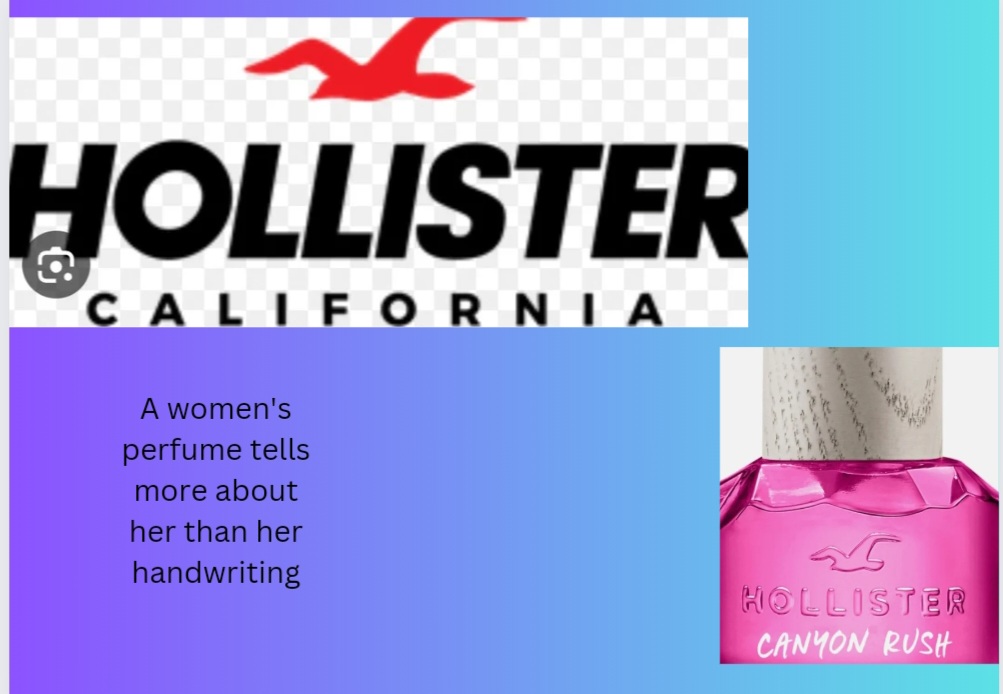 HOLLISTER
CALIFORNIA
A women's
perfume tells
more about
her than her
handwriting
HOLLISTER
CANYON RUSH